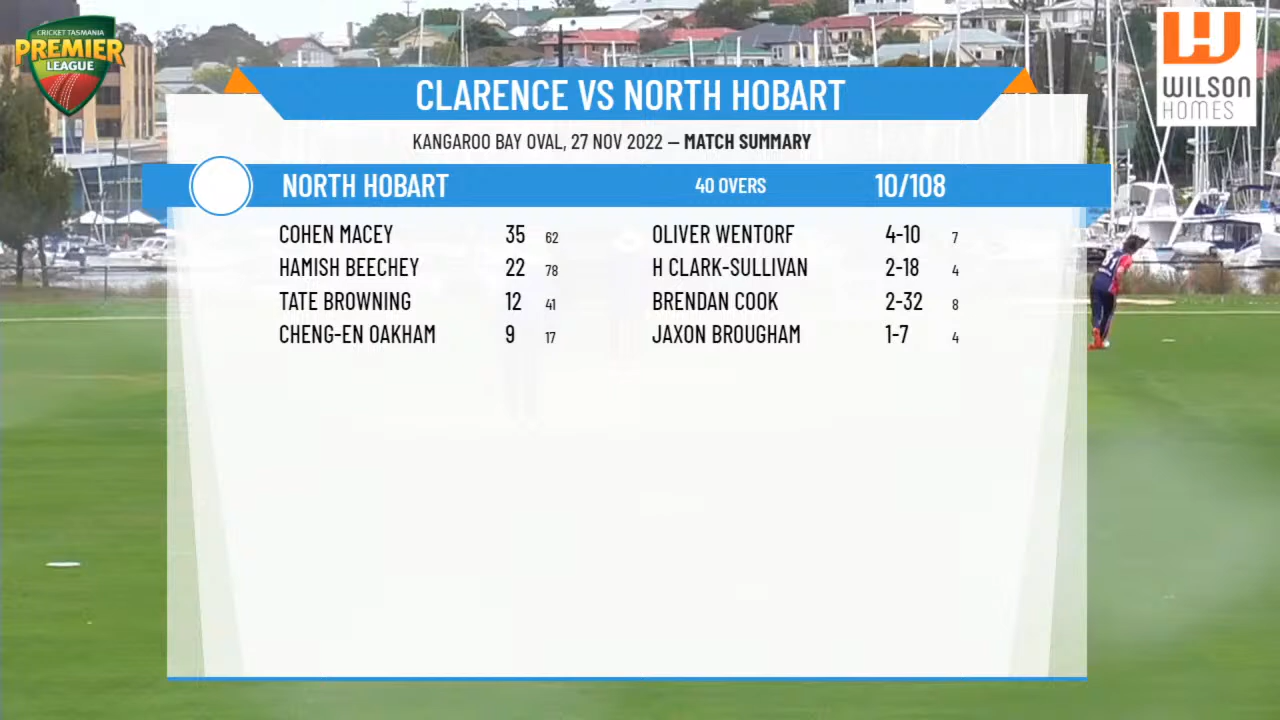 CRICKET TASMANIA
PREMIER
LEAGUE
WILSON
HOMES
CLARENCE VS NORTH HOBART
KANGAROO BAY OVAL, 27 NOV 2022 – MATCH SUMMARY
NORTH HOBART 40 OVERS 10/108
COHEN MACEY 35 62 OLIVER WENTORF 4-10 7
HAMISH BEECHEY 22 78 H CLARK-SULLIVAN 2-18 4
TATE BROWNING 12 41 BRENDAN COOK 2-32 8
CHENG-EN OAKHAM 9 17 JAXON BROUGHAM 1-7 4